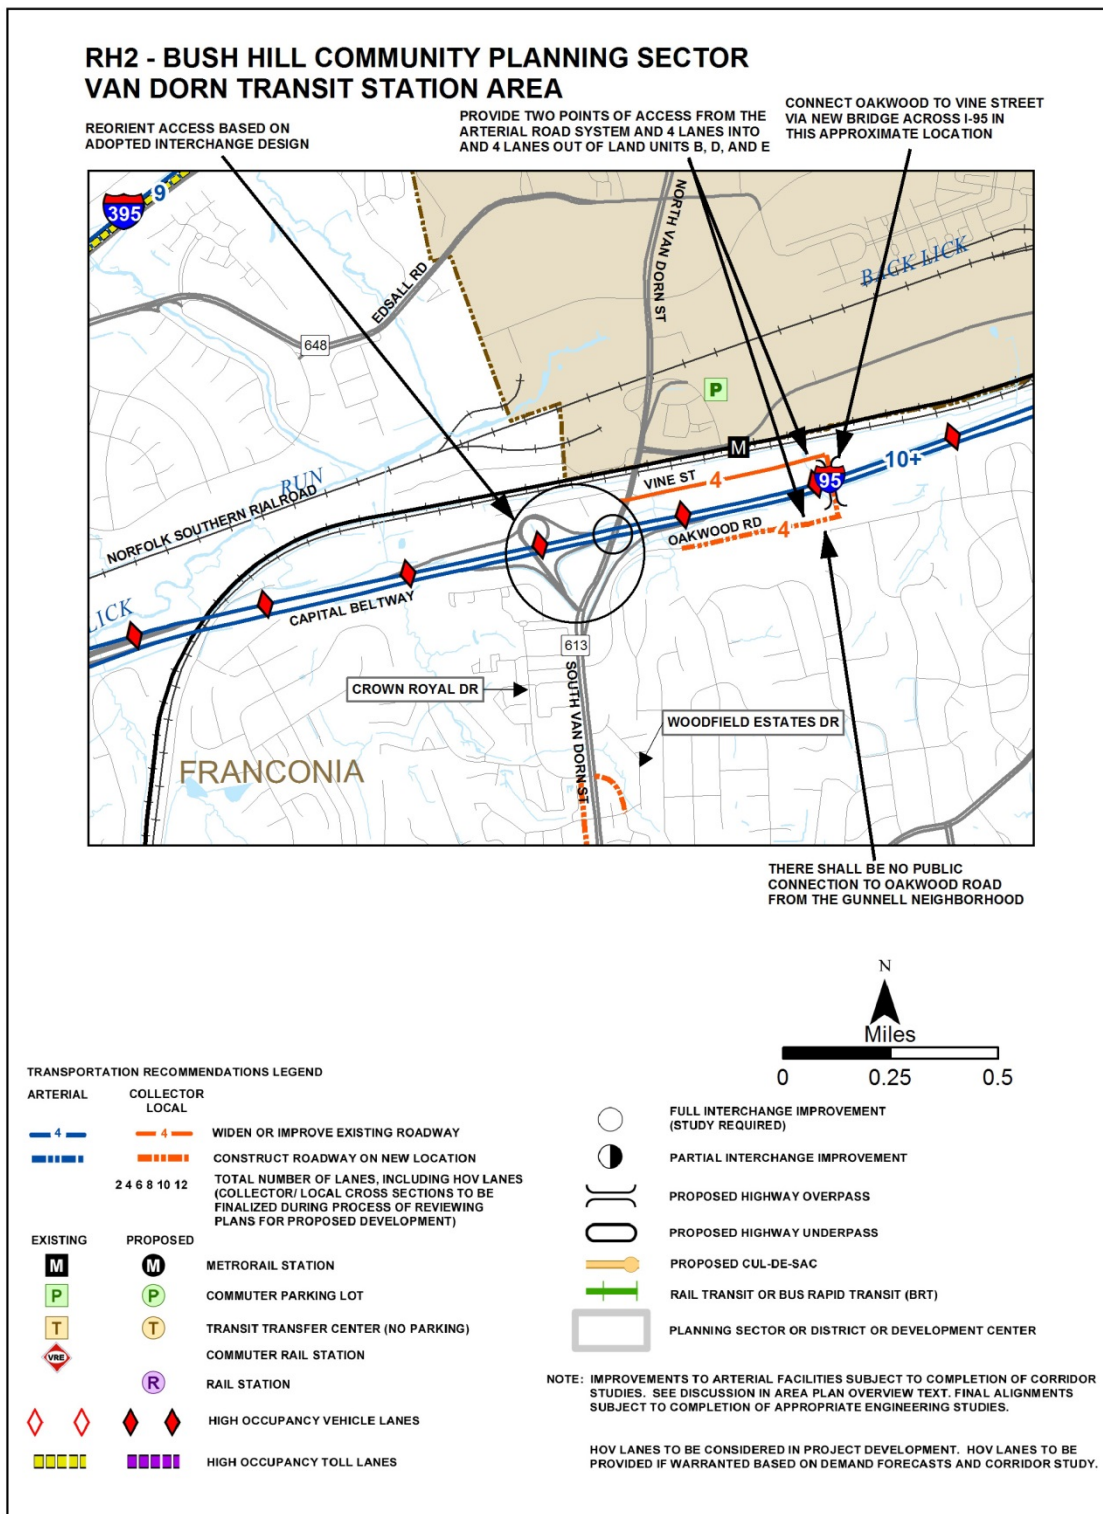 RH2 - BUSH HILL COMMUNITY PLANNING SECTOR
VAN DORN TRANSIT STATION AREA
REORIENT ACCESS BASED ON
ADOPTED INTERCHANGE DESIGN
PROVIDE TWO POINTS OF ACCESS FROM THE
ARTERIAL ROAD SYSTEM AND 4 LANES INTO
AND 4 LANES OUT OF LAND UNITS B, D, AND E
CONNECT OAKWOOD TO VINE STREET
VIA NEW BRIDGE ACROSS I-95 IN
THIS APPROXIMATE LOCATION
395
9
EDSALL RD
648
NORTH VAN DORN ST
BACK LICK
P
M
VINE ST
4
95
10+
OAKWOOD RD
4
RUN
NORFOLK SOUTHERN RIALROAD
LICK
CAPITAL BELTWAY
613
SOUTH VAN DORN ST
CROWN ROYAL DR
WOODFIELD ESTATES DR
FRANCONIA
THERE SHALL BE NO PUBLIC
CONNECTION TO OAKWOOD ROAD
FROM THE GUNNELL NEIGHBORHOOD
N
Miles
0 0.25 0.5
TRANSPORTATION RECOMMENDATIONS LEGEND
ARTERIAL COLLECTOR
LOCAL
4 4 WIDEN OR IMPROVE EXISTING ROADWAY
CONSTRUCT ROADWAY ON NEW LOCATION
2 4 6 8 10 12 TOTAL NUMBER OF LANES, INCLUDING HOV LANES
(COLLECTOR/ LOCAL CROSS SECTIONS TO BE
FINALIZED DURING PROCESS OF REVIEWING
PLANS FOR PROPOSED DEVELOPMENT)
EXISTING PROPOSED
M M METRORAIL STATION
P P COMMUTER PARKING LOT
T T TRANSIT TRANSFER CENTER (NO PARKING)
VRE COMMUTER RAIL STATION
R RAIL STATION
HIGH OCCUPANCY VEHICLE LANES
HIGH OCCUPANCY TOLL LANES
FULL INTERCHANGE IMPROVEMENT
(STUDY REQUIRED)
PARTIAL INTERCHANGE IMPROVEMENT
PROPOSED HIGHWAY OVERPASS
PROPOSED HIGHWAY UNDERPASS
PROPOSED CUL-DE-SAC
RAIL TRANSIT OR BUS RAPID TRANSIT (BRT)
PLANNING SECTOR OR DISTRICT OR DEVELOPMENT CENTER
NOTE: IMPROVEMENTS TO ARTERIAL FACILITIES SUBJECT TO COMPLETION OF CORRIDOR
STUDIES. SEE DISCUSSION IN AREA PLAN OVERVIEW TEXT. FINAL ALIGNMENTS
SUBJECT TO COMPLETION OF APPROPRIATE ENGINEERING STUDIES.
HOV LANES TO BE CONSIDERED IN PROJECT DEVELOPMENT. HOV LANES TO BE
PROVIDED IF WARRANTED BASED ON DEMAND FORECASTS AND CORRIDOR STUDY.